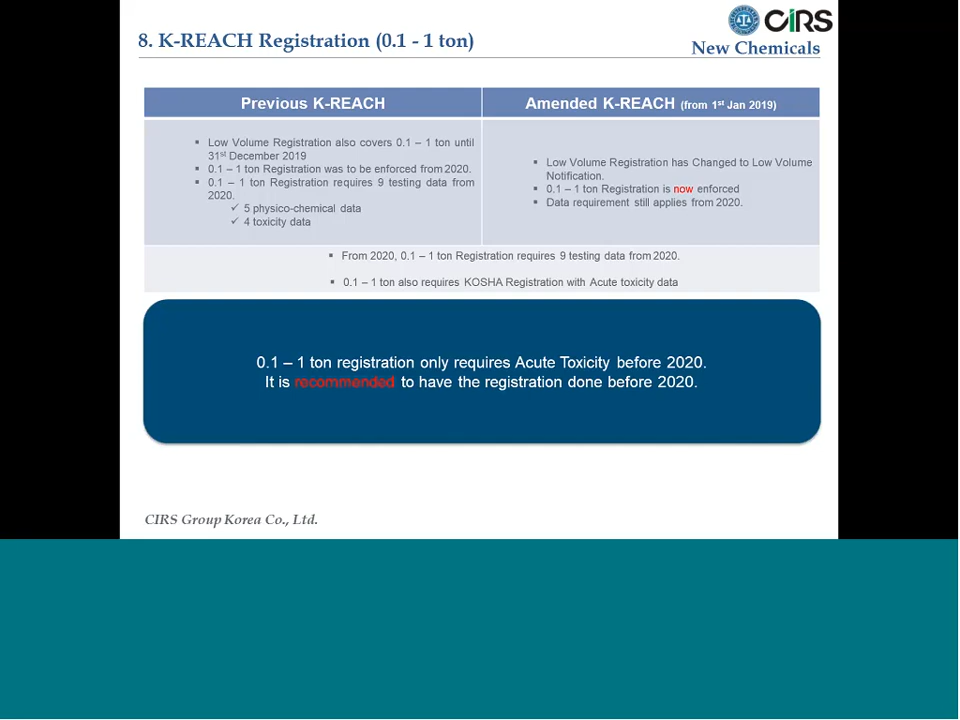 CIRS
8. K-REACH Registration (0.1 - 1 ton)
New Chemicals
Previous K-REACH
Amended K-REACH (from 1st Jan 2019)
▪ Low Volume Registration also covers 0.1 – 1 ton until
31st December 2019
▪ 0.1 – 1 ton Registration was to be enforced from 2020.
▪ 0.1 – 1 ton Registration requires 9 testing data from
2020.
✓ 5 physico-chemical data
✓ 4 toxicity data
▪ Low Volume Registration has Changed to Low Volume
Notification.
▪ 0.1 – 1 ton Registration is now enforced
▪ Data requirement still applies from 2020.
▪ From 2020, 0.1 – 1 ton Registration requires 9 testing data from 2020.
▪ 0.1 – 1 ton also requires KOSHA Registration with Acute toxicity data
0.1 – 1 ton registration only requires Acute Toxicity before 2020.
It is recommended to have the registration done before 2020.
CIRS Group Korea Co., Ltd.